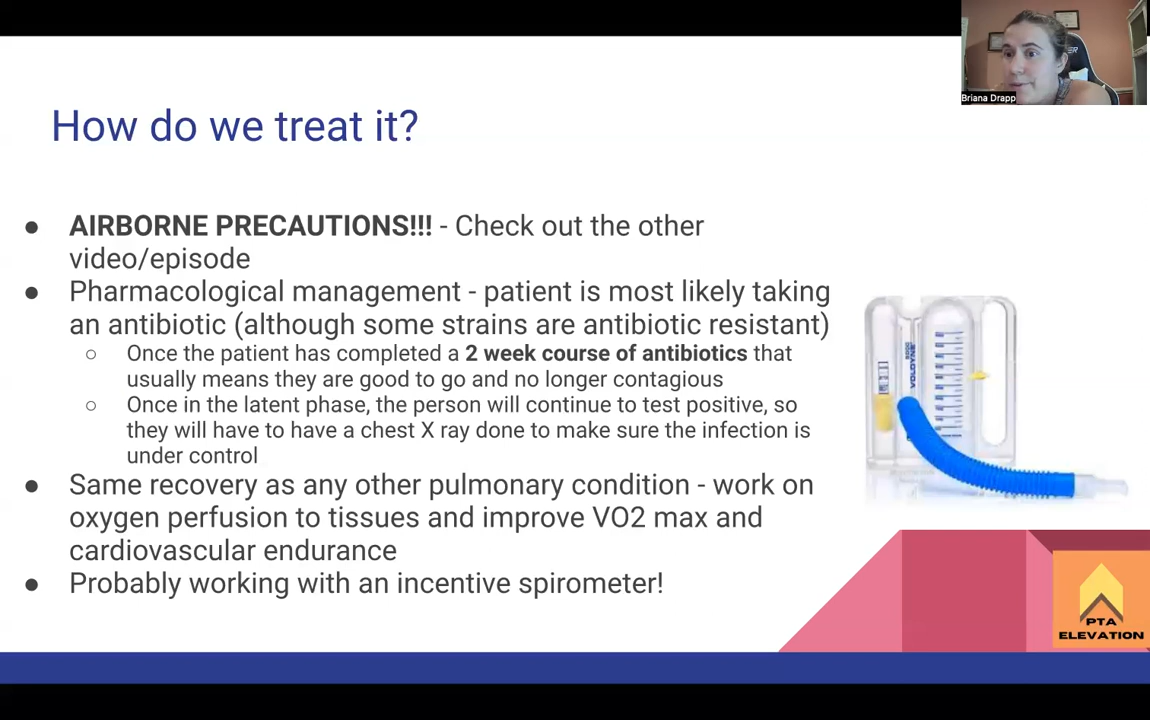 Briana Drapp
How do we treat it?
● AIRBORNE PRECAUTIONS!!! - Check out the other
video/episode
● Pharmacological management - patient is most likely taking
an antibiotic (although some strains are antibiotic resistant)
○ Once the patient has completed a 2 week course of antibiotics that
usually means they are good to go and no longer contagious
○ Once in the latent phase, the person will continue to test positive, so
they will have to have a chest X ray done to make sure the infection is
under control
● Same recovery as any other pulmonary condition - work on
oxygen perfusion to tissues and improve VO2 max and
cardiovascular endurance
● Probably working with an incentive spirometer!
VOLDYNE
PTA
ELEVATION